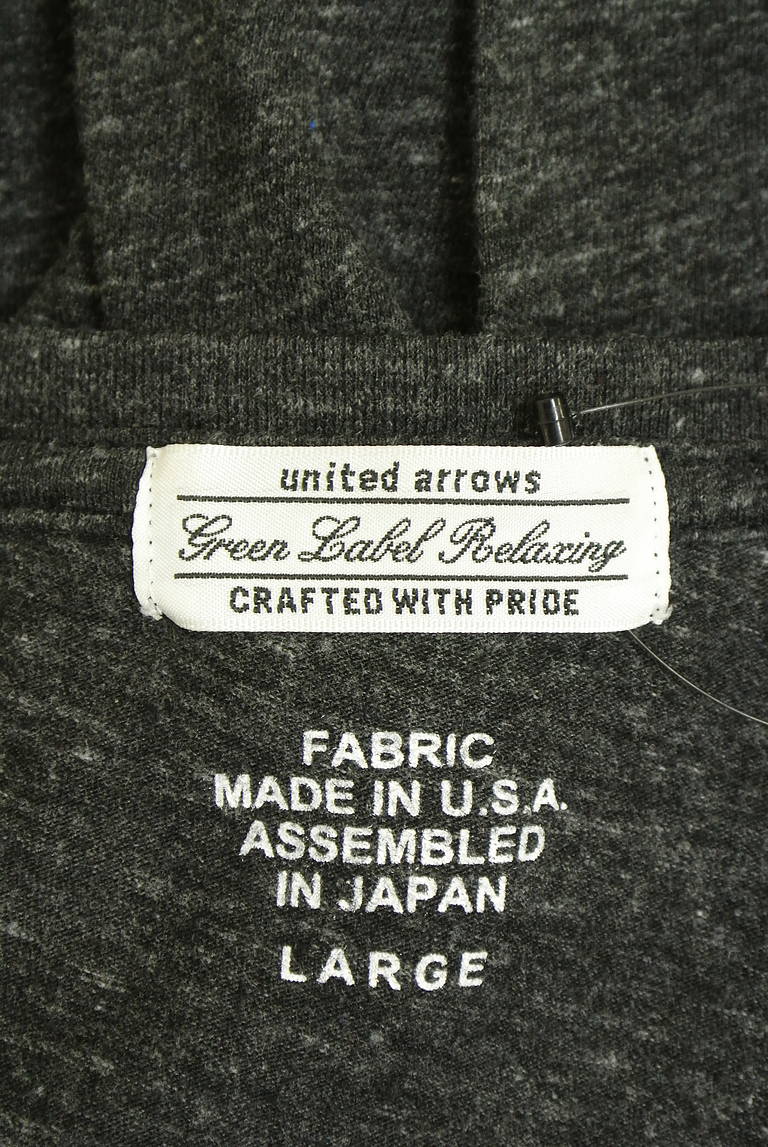 united arrows
Green Label Relaxing
CRAFTED WITH PRIDE
FABRIC
MADE IN U.S.A.
ASSEMBLED
IN JAPAN
LARGE